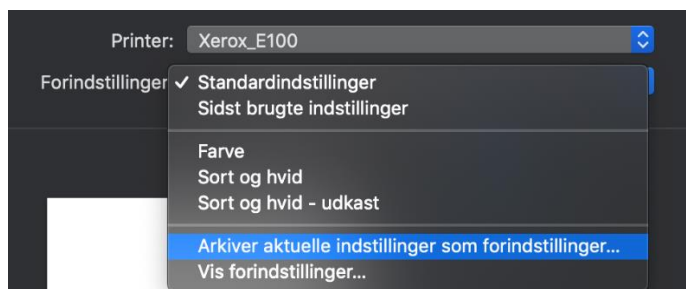 Printer: Xerox_E100
Forindstillinger ✓ Standardindstillinger
Sidst brugte indstillinger
Farve
Sort og hvid
Sort og hvid - udkast
Arkiver aktuelle indstillinger som forindstillinger...
Vis forindstillinger...